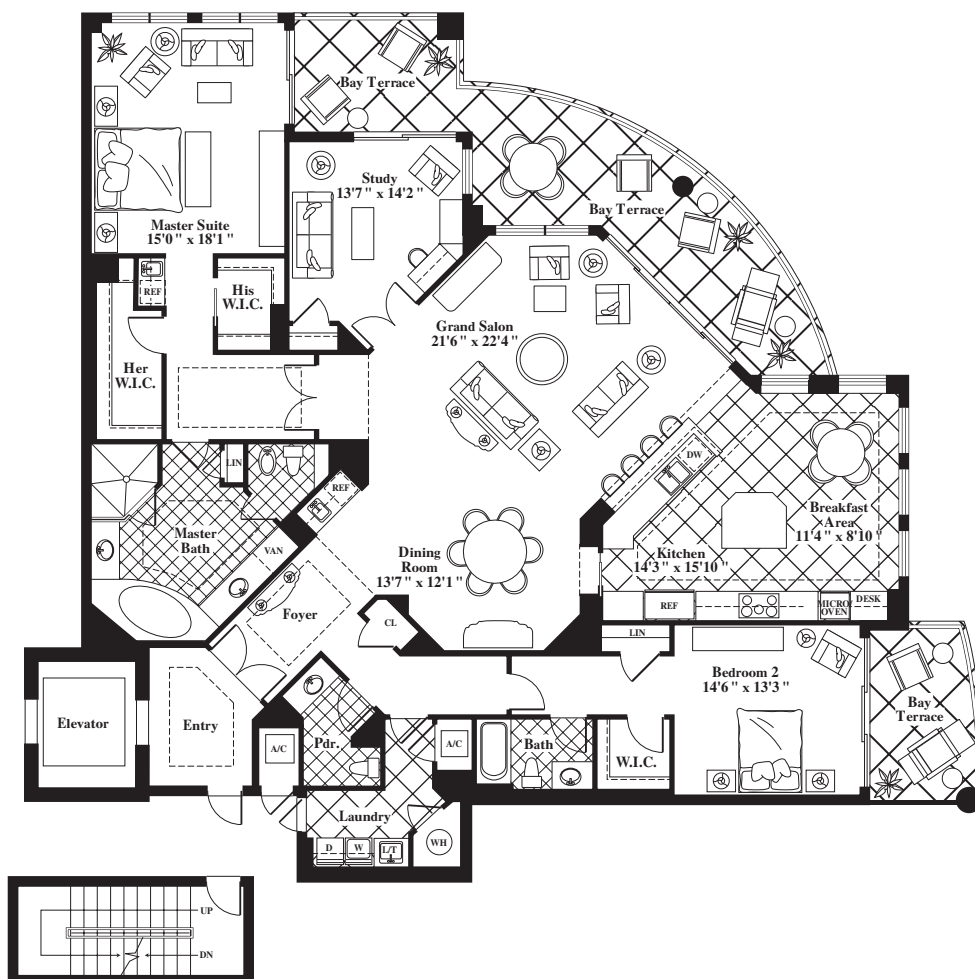 Bay Terrace
Study
13'7" x 14'2"
Master Suite
15'0" x 18'1"
Bay Terrace
REF
His
W.I.C.
Grand Salon
21'6" x 22'4"
Her
W.I.C.
LIN
REF
DW
Master
Bath
VAN
Breakfast
Area
11'4" x 8'10"
Dining
Room
13'7" x 12'1"
Kitchen
14'3" x 15'10"
Foyer
CL
REF
MICRO/
OVEN
DESK
LIN
Bedroom 2
14'6" x 13'3"
Bay
Terrace
Elevator
Entry
A/C
Pdr.
A/C
Bath
W.I.C.
Laundry
D
W
L/T
WH
UP
DN